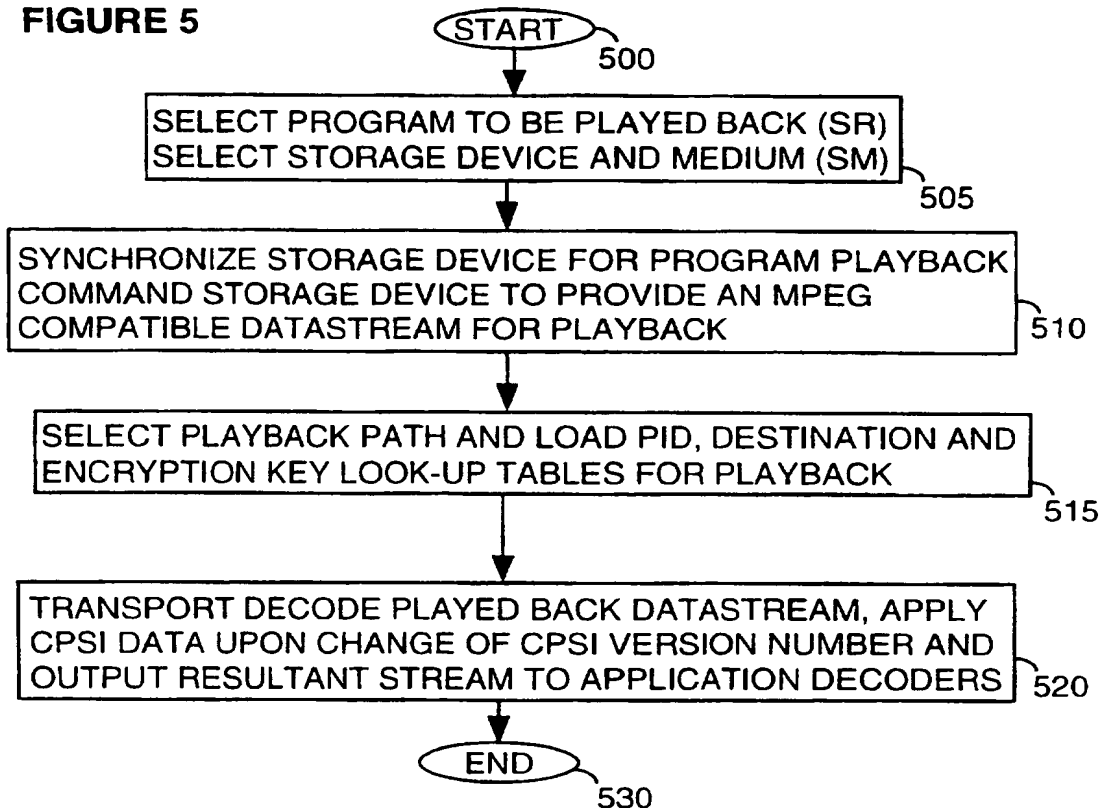 FIGURE 5
START
500
SELECT PROGRAM TO BE PLAYED BACK (SR)
SELECT STORAGE DEVICE AND MEDIUM (SM)
505
SYNCHRONIZE STORAGE DEVICE FOR PROGRAM PLAYBACK
COMMAND STORAGE DEVICE TO PROVIDE AN MPEG
COMPATIBLE DATASTREAM FOR PLAYBACK
510
SELECT PLAYBACK PATH AND LOAD PID, DESTINATION AND
ENCRYPTION KEY LOOK-UP TABLES FOR PLAYBACK
515
TRANSPORT DECODE PLAYED BACK DATASTREAM, APPLY
CPSI DATA UPON CHANGE OF CPSI VERSION NUMBER AND
OUTPUT RESULTANT STREAM TO APPLICATION DECODERS
520
END
530